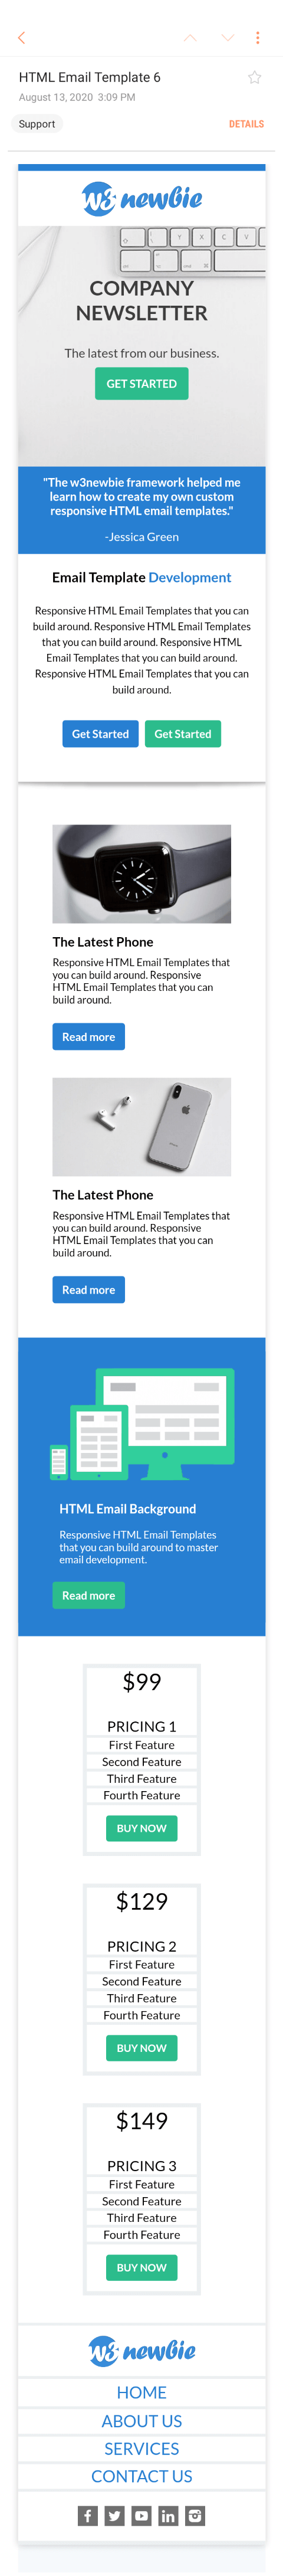 HTML Email Template 6
August 13, 2020 3:09 PM
Support
DETAILS
W3 newbie
COMPANY
NEWSLETTER
The latest from our business.
GET STARTED
"The w3newbie framework helped me
learn how to create my own custom
responsive HTML email templates."
-Jessica Green
Email Template Development
Responsive HTML Email Templates that you can
build around. Responsive HTML Email Templates
that you can build around. Responsive HTML
Email Templates that you can build around.
Responsive HTML Email Templates that you can
build around.
Get Started Get Started
The Latest Phone
Responsive HTML Email Templates that
you can build around. Responsive
HTML Email Templates that you can
build around.
Read more
The Latest Phone
Responsive HTML Email Templates that
you can build around. Responsive
HTML Email Templates that you can
build around.
Read more
HTML Email Background
Responsive HTML Email Templates
that you can build around to master
email development.
Read more
$99
PRICING 1
First Feature
Second Feature
Third Feature
Fourth Feature
BUY NOW
$129
PRICING 2
First Feature
Second Feature
Third Feature
Fourth Feature
BUY NOW
$149
PRICING 3
First Feature
Second Feature
Third Feature
Fourth Feature
BUY NOW
W3 newbie
HOME
ABOUT US
SERVICES
CONTACT US